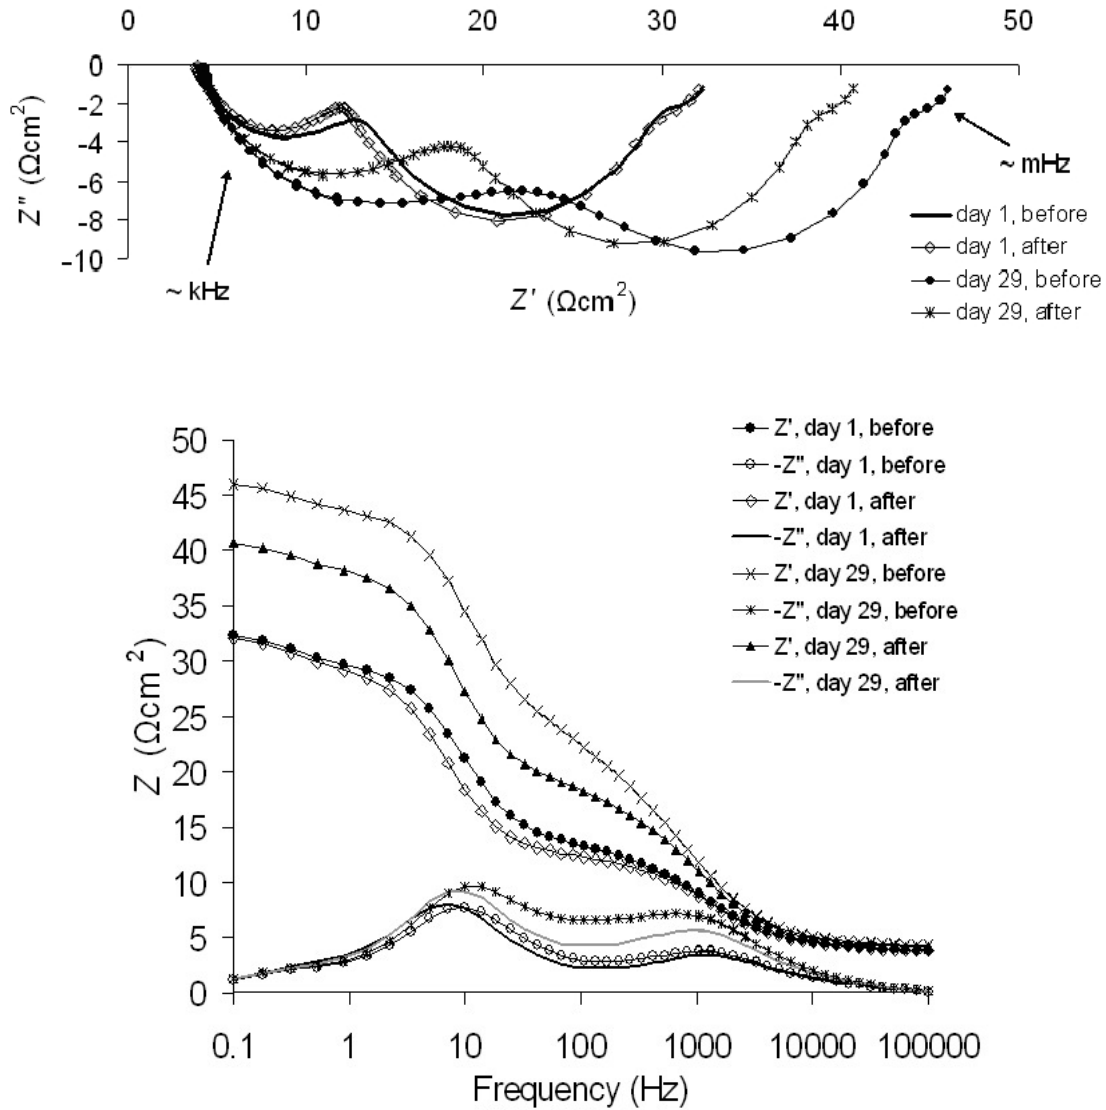 0 10 20 30 40 50
0
-2
-4
-6
-8
-10
Z" (Ωcm²)
~ kHz
~ mHz
Z' (Ωcm²)
day 1, before
day 1, after
day 29, before
day 29, after
50
45
40
35
30
25
20
15
10
5
0
Z (Ωcm²)
Z', day 1, before
-Z", day 1, before
Z', day 1, after
-Z", day 1, after
Z', day 29, before
-Z", day 29, before
Z', day 29, after
-Z", day 29, after
0.1 1 10 100 1000 10000 100000
Frequency (Hz)